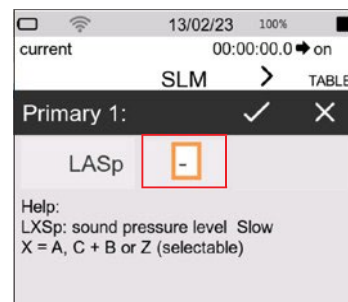 13/02/23 100%
current 00:00:00.0 ➡ on
SLM > TABLE
Primary 1: ✓ ✕
LASp -
Help:
LXSp: sound pressure level Slow
X = A, C + B or Z (selectable)